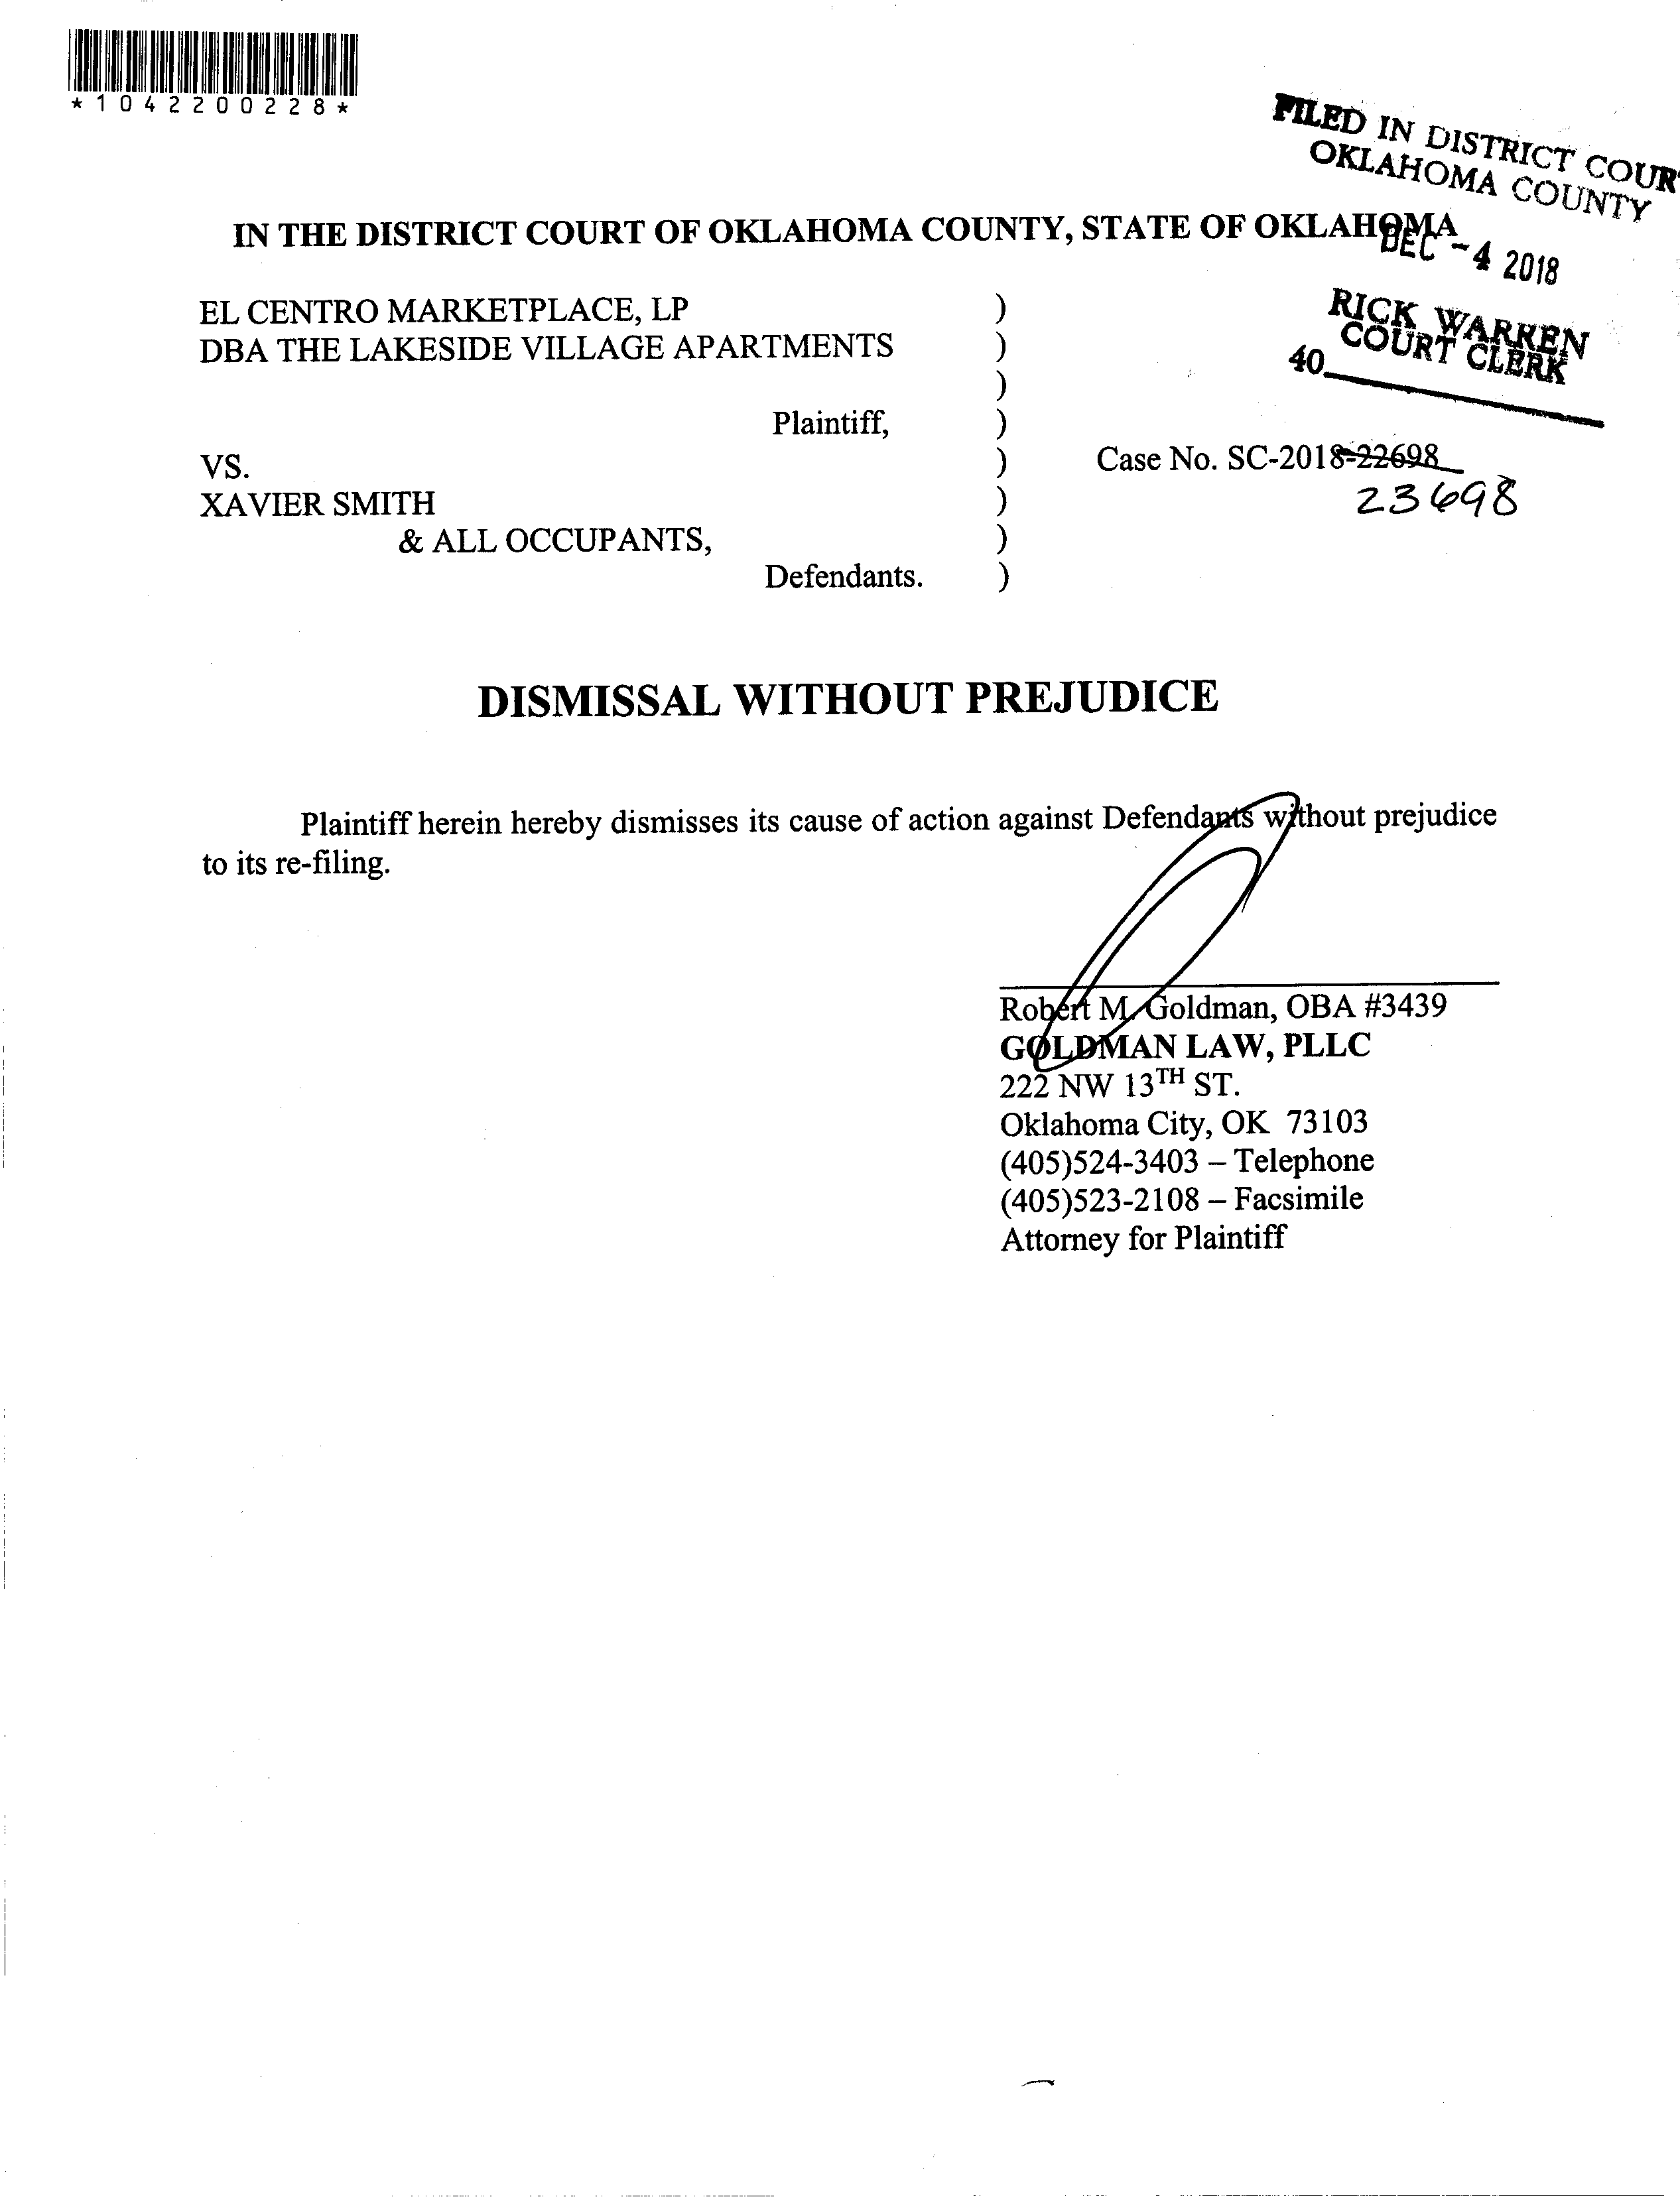 *1042200228*
FILED IN DISTRICT COUR
OKLAHOMA COUNTY
IN THE DISTRICT COURT OF OKLAHOMA COUNTY, STATE OF OKLAHOMA
DEC -4 2018
EL CENTRO MARKETPLACE, LP )
DBA THE LAKESIDE VILLAGE APARTMENTS )
RICK WARREN
COURT CLERK
40
)
Plaintiff, )
VS. ) Case No. SC-2018-22698
XAVIER SMITH ) 23698
& ALL OCCUPANTS, )
Defendants. )
DISMISSAL WITHOUT PREJUDICE
Plaintiff herein hereby dismisses its cause of action against Defendants without prejudice
to its re-filing.
Robert M. Goldman, OBA #3439
GOLDMAN LAW, PLLC
222 NW 13TH ST.
Oklahoma City, OK 73103
(405)524-3403 – Telephone
(405)523-2108 – Facsimile
Attorney for Plaintiff